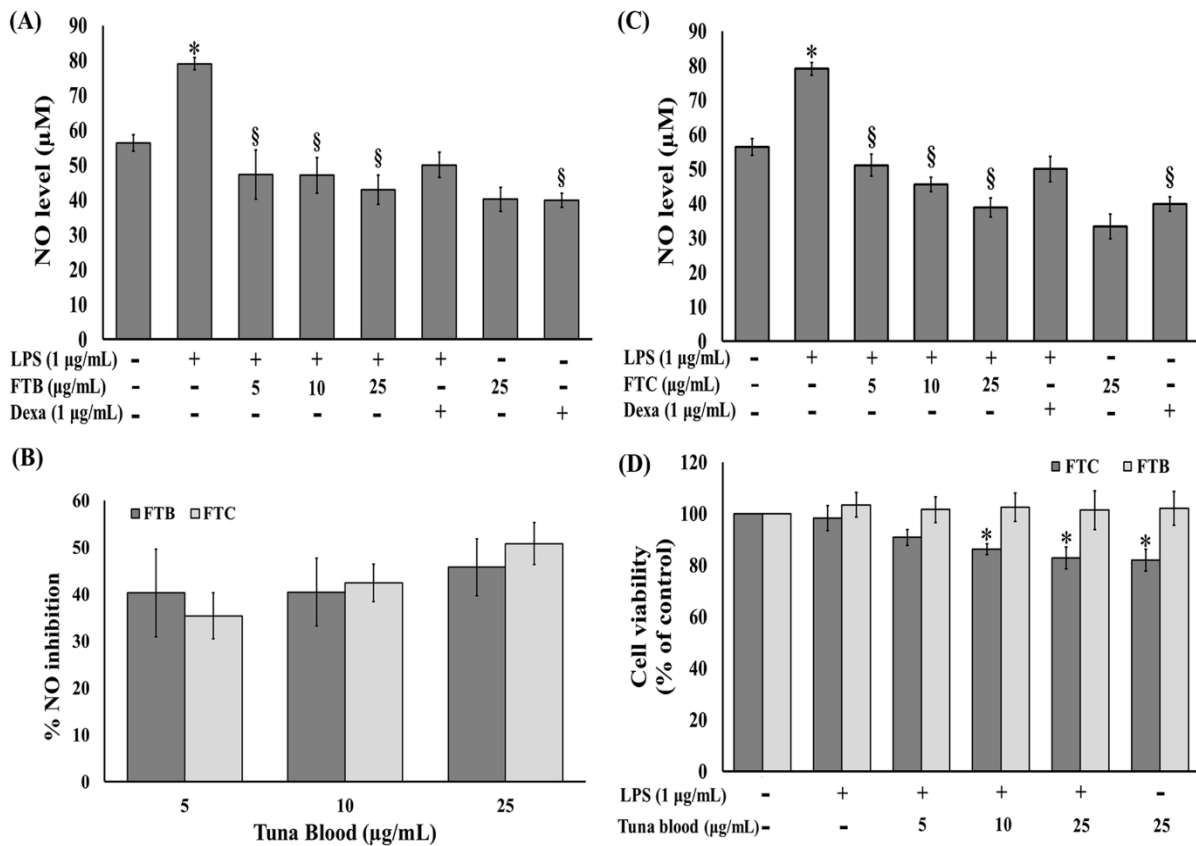 (A)
90
80
70
60
50
40
30
20
10
0
NO level (µM)
*
§
§
§
§
LPS (1 µg/mL) - + + + + + - -
FTB (µg/mL) - - 5 10 25 - 25 -
Dexa (1 µg/mL) - - - - - + - +
(C)
90
80
70
60
50
40
30
20
10
0
NO level (µM)
*
§
§
§
§
LPS (1 µg/mL) - + + + + + - -
FTC (µg/mL) - - 5 10 25 - 25 -
Dexa (1 µg/mL) - - - - - + - +
(B)
60
50
40
30
20
10
0
% NO inhibition
FTB FTC
5 10 25
Tuna Blood (µg/mL)
(D)
120
100
80
60
40
20
0
Cell viability
(% of control)
FTC FTB
* * *
LPS (1 µg/mL) - + + + + -
Tuna blood (µg/mL) - - 5 10 25 25